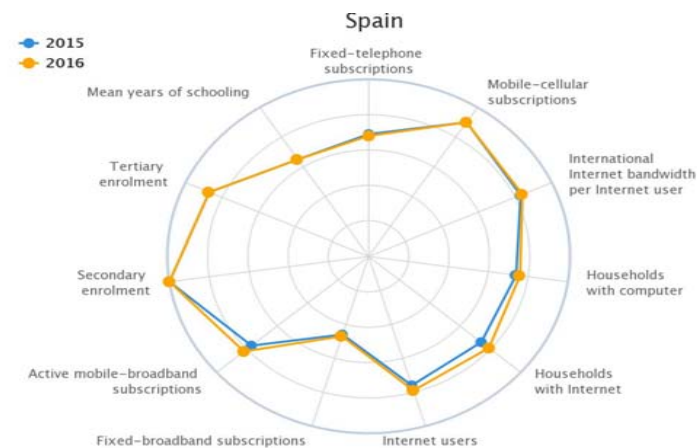 Spain
2015
2016
Fixed-telephone
subscriptions
Mobile-cellular
subscriptions
International
Internet bandwidth
per Internet user
Households
with computer
Households
with Internet
Internet users
Fixed-broadband subscriptions
Active mobile-broadband
subscriptions
Secondary
enrolment
Tertiary
enrolment
Mean years of schooling